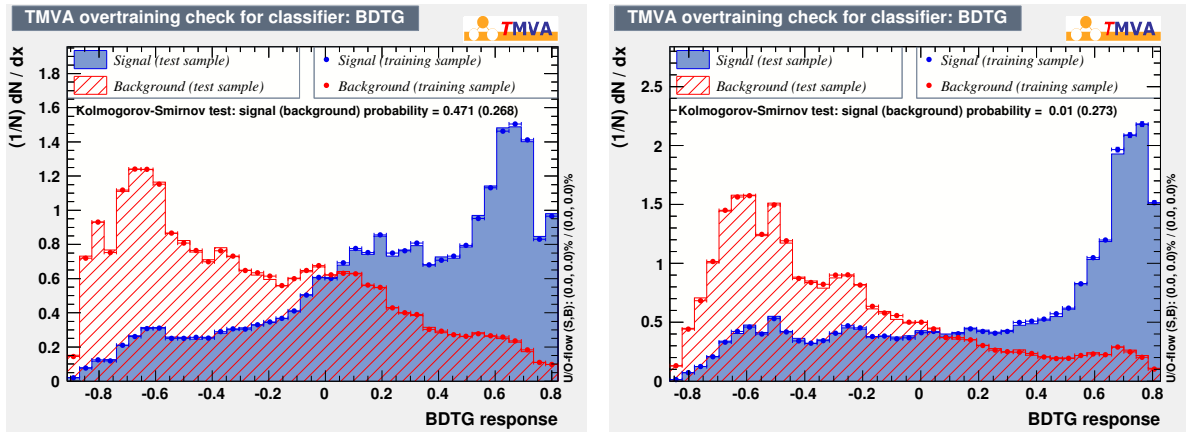 TMVA overtraining check for classifier: BDTG
TMVA
Signal (test sample)
Background (test sample)
Signal (training sample)
Background (training sample)
Kolmogorov-Smirnov test: signal (background) probability = 0.471 (0.268)
(1/N) dN / dx
1.8
1.6
1.4
1.2
1
0.8
0.6
0.4
0.2
0
-0.8 -0.6 -0.4 -0.2 0 0.2 0.4 0.6 0.8
BDTG response
U/O-flow (S,B): (0.0, 0.0)% / (0.0, 0.0)%
TMVA overtraining check for classifier: BDTG
TMVA
Signal (test sample)
Background (test sample)
Signal (training sample)
Background (training sample)
Kolmogorov-Smirnov test: signal (background) probability = 0.01 (0.273)
(1/N) dN / dx
2.5
2
1.5
1
0.5
0
-0.8 -0.6 -0.4 -0.2 0 0.2 0.4 0.6 0.8
BDTG response
U/O-flow (S,B): (0.0, 0.0)% / (0.0, 0.0)%